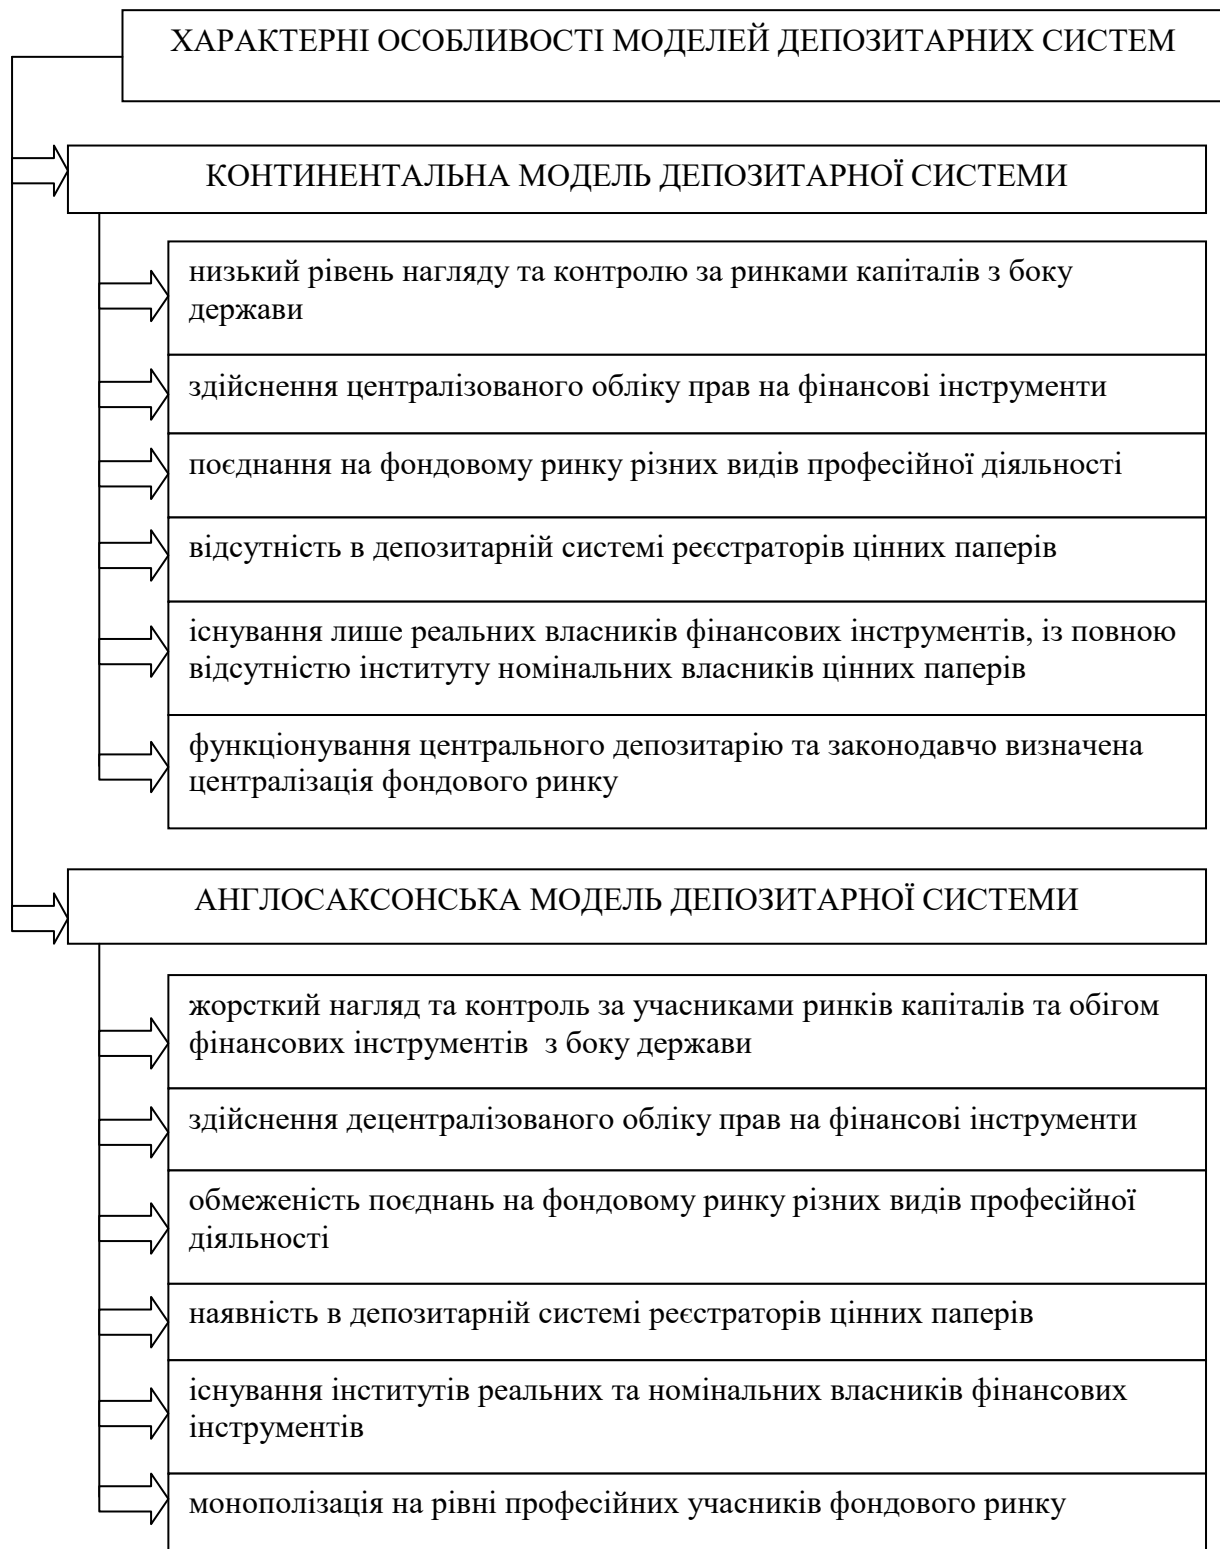 ХАРАКТЕРНІ ОСОБЛИВОСТІ МОДЕЛЕЙ ДЕПОЗИТАРНИХ СИСТЕМ
КОНТИНЕНТАЛЬНА МОДЕЛЬ ДЕПОЗИТАРНОЇ СИСТЕМИ
низький рівень нагляду та контролю за ринками капіталів з боку
держави
здійснення централізованого обліку прав на фінансові інструменти
поєднання на фондовому ринку різних видів професійної діяльності
відсутність в депозитарній системі реєстраторів цінних паперів
існування лише реальних власників фінансових інструментів, із повною
відсутністю інституту номінальних власників цінних паперів
функціонування центрального депозитарію та законодавчо визначена
централізація фондового ринку
АНГЛОСАКСОНСЬКА МОДЕЛЬ ДЕПОЗИТАРНОЇ СИСТЕМИ
жорсткий нагляд та контроль за учасниками ринків капіталів та обігом
фінансових інструментів з боку держави
здійснення децентралізованого обліку прав на фінансові інструменти
обмеженість поєднань на фондовому ринку різних видів професійної
діяльності
наявність в депозитарній системі реєстраторів цінних паперів
існування інститутів реальних та номінальних власників фінансових
інструментів
монополізація на рівні професійних учасників фондового ринку